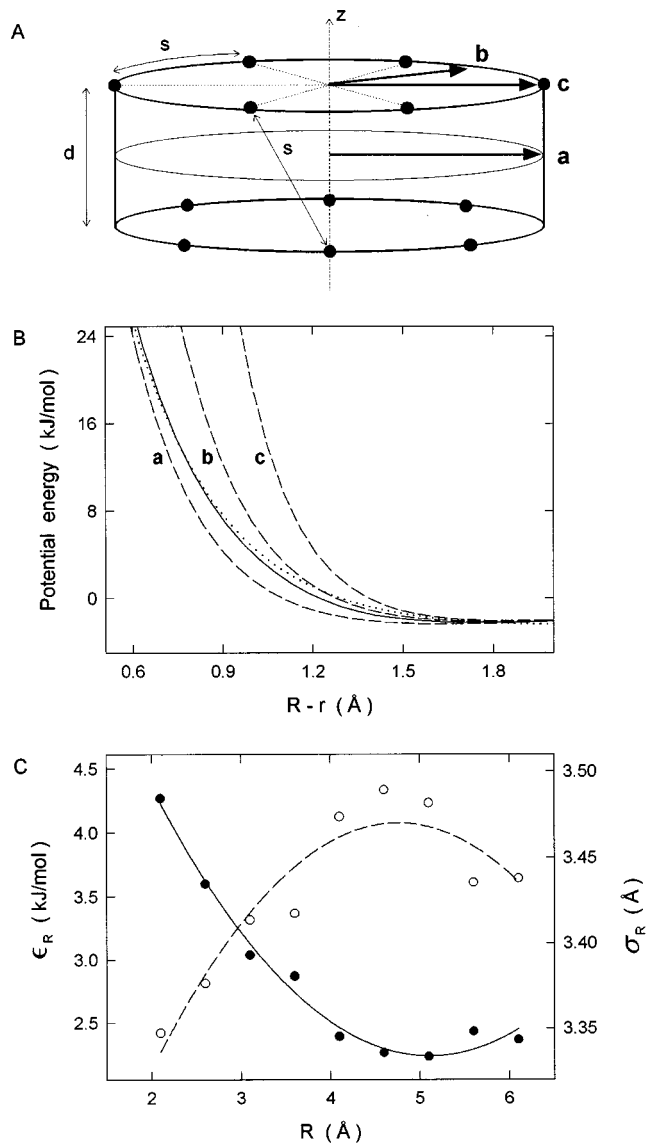 A
z
s
b
c
d
s
a
B
24
16
8
0
Potential energy ( kJ/mol )
a
b
c
0.6 0.9 1.2 1.5 1.8
R - r ( Å )
C
4.5
4.0
3.5
3.0
2.5
ϵR ( kJ/mol )
3.50
3.45
3.40
3.35
σR ( Å )
2 3 4 5 6
R ( Å )